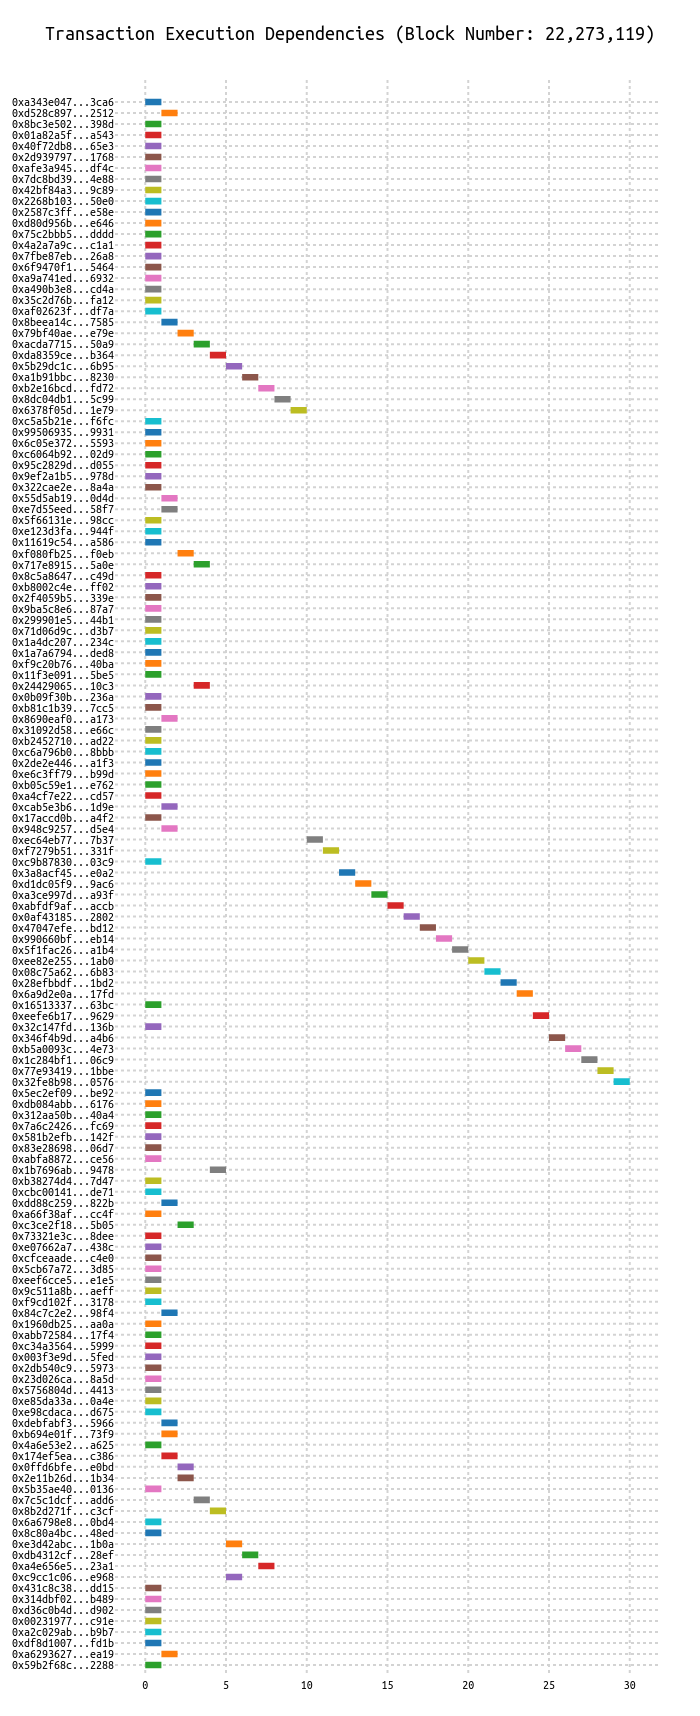 Transaction Execution Dependencies (Block Number: 22,273,119)
0xa343e047...3ca6
0xd528c897...2512
0x8bc3e502...398d
0x01a82a5f...a543
0x40f72db8...65e3
0x2d939797...1768
0xafe3a945...df4c
0x7dc8bd39...4e88
0x42bf84a3...9c89
0x2268b103...50e0
0x2587c3ff...e58e
0xd80d956b...e646
0x75c2bbb5...dddd
0x4a2a7a9c...c1a1
0x7fbe87eb...26a8
0x6f9470f1...5464
0xa9a741ed...6932
0xa490b3e8...cd4a
0x35c2d76b...fa12
0xaf02623f...df7a
0x8beea14c...7585
0x79bf40ae...e79e
0xacda7715...50a9
0xda8359ce...b364
0x5b29dc1c...6b95
0xa1b91bbc...8230
0xb2e16bcd...fd72
0x8dc04db1...5c99
0x6378f05d...1e79
0xc5a5b21e...f6fc
0x99506935...9931
0x6c05e372...5593
0xc6064b92...02d9
0x95c2829d...d055
0x9ef2a1b5...978d
0x322cae2e...8a4a
0x55d5ab19...0d4d
0xe7d55eed...58f7
0x5f66131e...98cc
0xe123d3fa...944f
0x11619c54...a586
0xf080fb25...f0eb
0x717e8915...5a0e
0x8c5a8647...c49d
0xb8002c4e...ff02
0x2f4059b5...339e
0x9ba5c8e6...87a7
0x299901e5...44b1
0x71d06d9c...d3b7
0x1a4dc207...234c
0x1a7a6794...ded8
0xf9c20b76...40ba
0x11f3e091...5be5
0x24429065...10c3
0x0b09f30b...236a
0xb81c1b39...7cc5
0x8690eaf0...a173
0x31092d58...e66c
0xb2452710...ad22
0xc6a796b0...8bbb
0x2de2e446...a1f3
0xe6c3ff79...b99d
0xb05c59e1...e762
0xa4cf7e22...cd57
0xcab5e3b6...1d9e
0x17accd0b...a4f2
0x948c9257...d5e4
0xec64eb77...7b37
0xf7279b51...331f
0xc9b87830...03c9
0x3a8acf45...e0a2
0xd1dc05f9...9ac6
0xa3ce997d...a93f
0xabfdf9af...accb
0x0af43185...2802
0x47047efe...bd12
0x990660bf...eb14
0x5f1fac26...a1b4
0xee82e255...1ab0
0x08c75a62...6b83
0x28efbbdf...1bd2
0x6a9d2e0a...17fd
0x16513337...63bc
0xeefe6b17...9629
0x32c147fd...136b
0x346f4b9d...a4b6
0xb5a0093c...4e73
0x1c284bf1...06c9
0x77e93419...1bbe
0x32fe8b98...0576
0x5ec2ef09...be92
0xdb084abb...6176
0x312aa50b...40a4
0x7a6c2426...fc69
0x581b2efb...142f
0x83e28698...06d7
0xabfa8872...ce56
0x1b7696ab...9478
0xb38274d4...7d47
0xcbc00141...de71
0xdd88c259...822b
0xa66f38af...cc4f
0xc3ce2f18...5b05
0x73321e3c...8dee
0xe07662a7...438c
0xcfceaade...c4e0
0x5cb67a72...3d85
0xeef6cce5...e1e5
0x9c511a8b...aeff
0xf9cd102f...3178
0x84c7c2e2...98f4
0x1960db25...aa0a
0xabb72584...17f4
0xc34a3564...5999
0x003f3e9d...5fed
0x2db540c9...5973
0x23d026ca...8a5d
0x5756804d...4413
0xe85da33a...0a4e
0xe98cdaca...d675
0xdebfabf3...5966
0xb694e01f...73f9
0x4a6e53e2...a625
0x174ef5ea...c386
0x0ffd6bfe...e0bd
0x2e11b26d...1b34
0x5b35ae40...0136
0x7c5c1dcf...add6
0x8b2d271f...c3cf
0x6a6798e8...0bd4
0x8c80a4bc...48ed
0xe3d42abc...1b0a
0xdb4312cf...28ef
0xa4e656e5...23a1
0xc9cc1c06...e968
0x431c8c38...dd15
0x314dbf02...b489
0xd36c0b4d...d902
0x00231977...c91e
0xa2c029ab...b9b7
0xdf8d1007...fd1b
0xa6293627...ea19
0x59b2f68c...2288
0 5 10 15 20 25 30